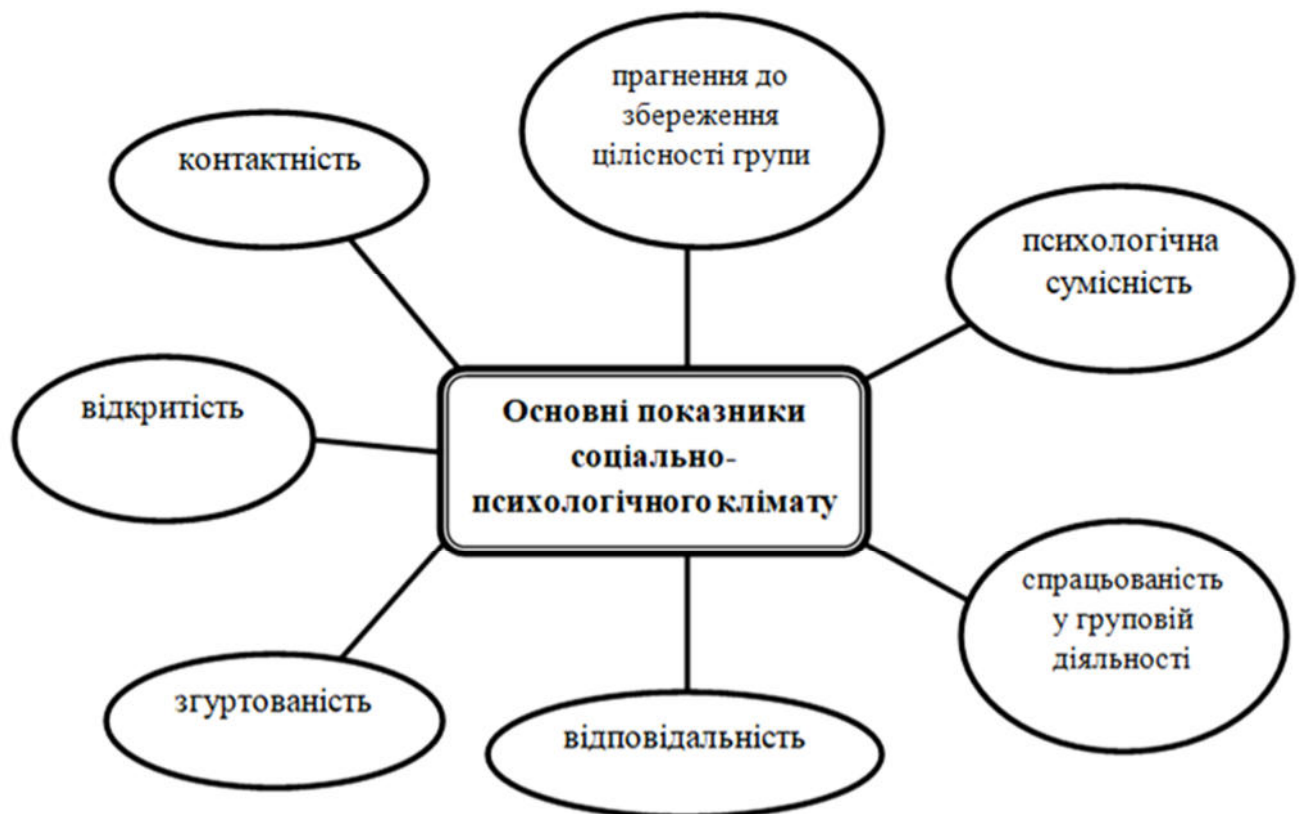 прагнення до
збереження
цілісності групи
контактність
психологічна
сумісність
відкритість
Основні показники
соціально-
психологічного клімату
спрацьованість
у груповій
діяльності
згуртованість
відповідальність